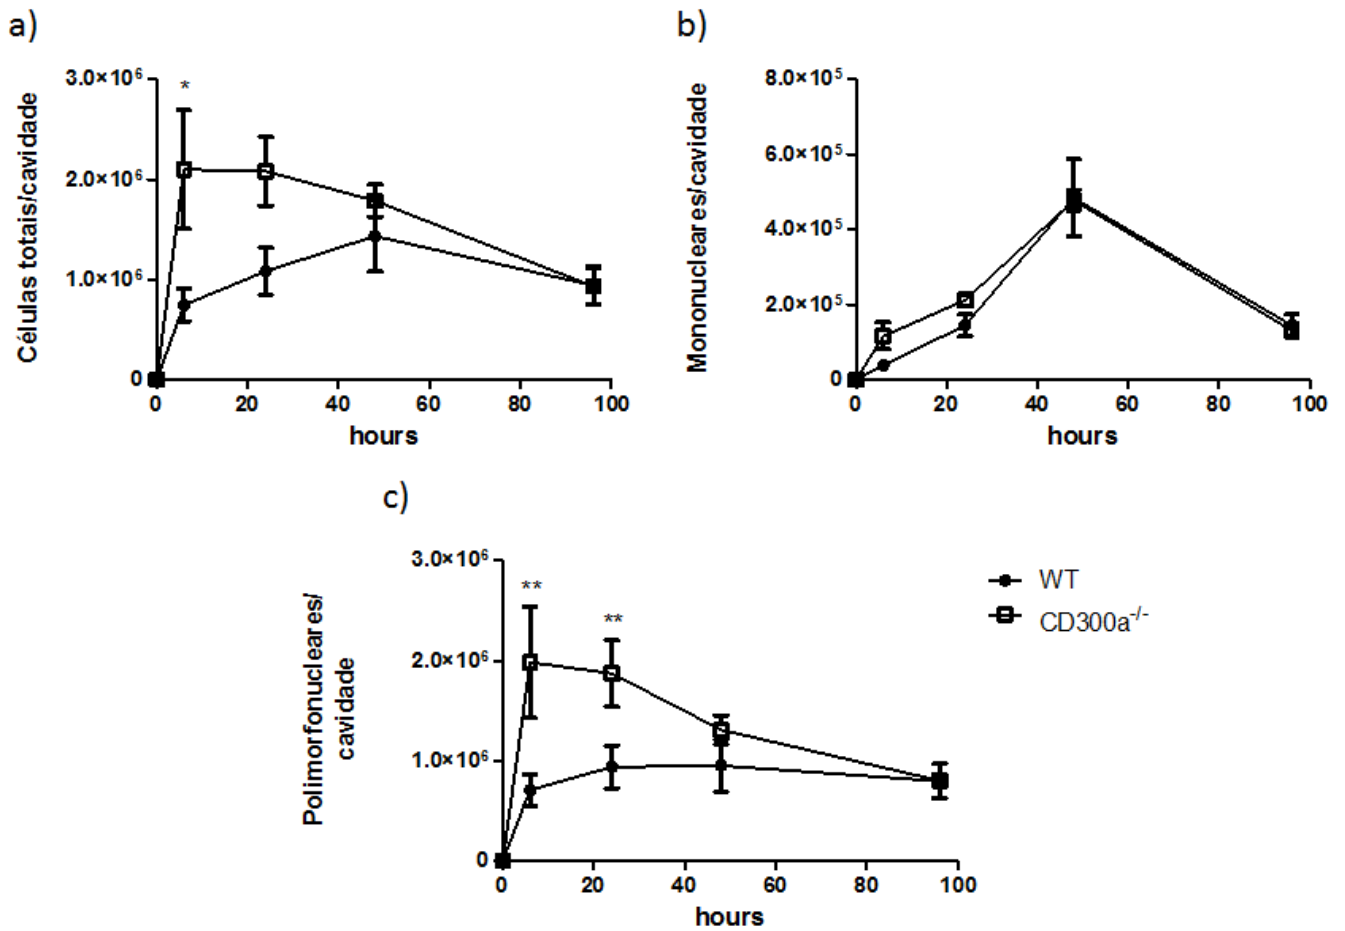 a)
Células totais/cavidade
3.0×10⁶
2.0×10⁶
1.0×10⁶
0
*
0 20 40 60 80 100
hours
b)
Mononucleares/cavidade
8.0×10⁵
6.0×10⁵
4.0×10⁵
2.0×10⁵
0
0 20 40 60 80 100
hours
c)
Polimorfonucleares/
cavidade
3.0×10⁶
2.0×10⁶
1.0×10⁶
0
**
**
0 20 40 60 80 100
hours
WT
CD300a⁻/⁻